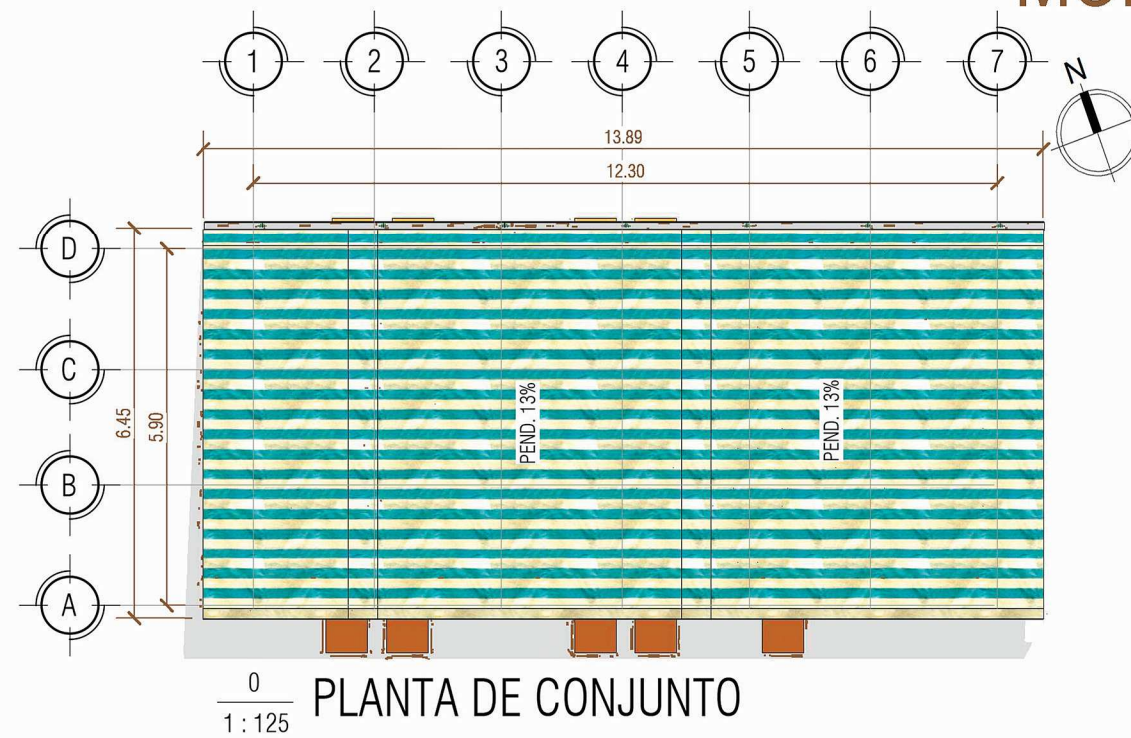 1 2 3 4 5 6 7
N
13.89
12.30
D
C
B
A
6.45
5.90
PEND. 13%
PEND. 13%
0
1 : 125
PLANTA DE CONJUNTO